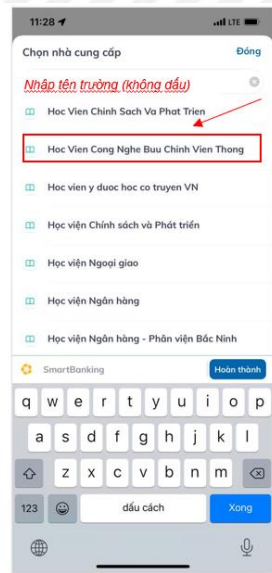 11:28
LTE
Chọn nhà cung cấp Đóng
Nhập tên trường (không dấu)
Hoc Vien Chinh Sach Va Phat Trien
Hoc Vien Cong Nghe Buu Chinh Vien Thong
Hoc vien y duoc hoc co truyen VN
Học viện Chính sách và Phát triển
Học viện Ngoại giao
Học viện Ngân hàng
Học viện Ngân hàng - Phân viện Bắc Ninh
SmartBanking Hoàn thành
q w e r t y u i o p
a s d f g h j k l
z x c v b n m
123 dấu cách Xong